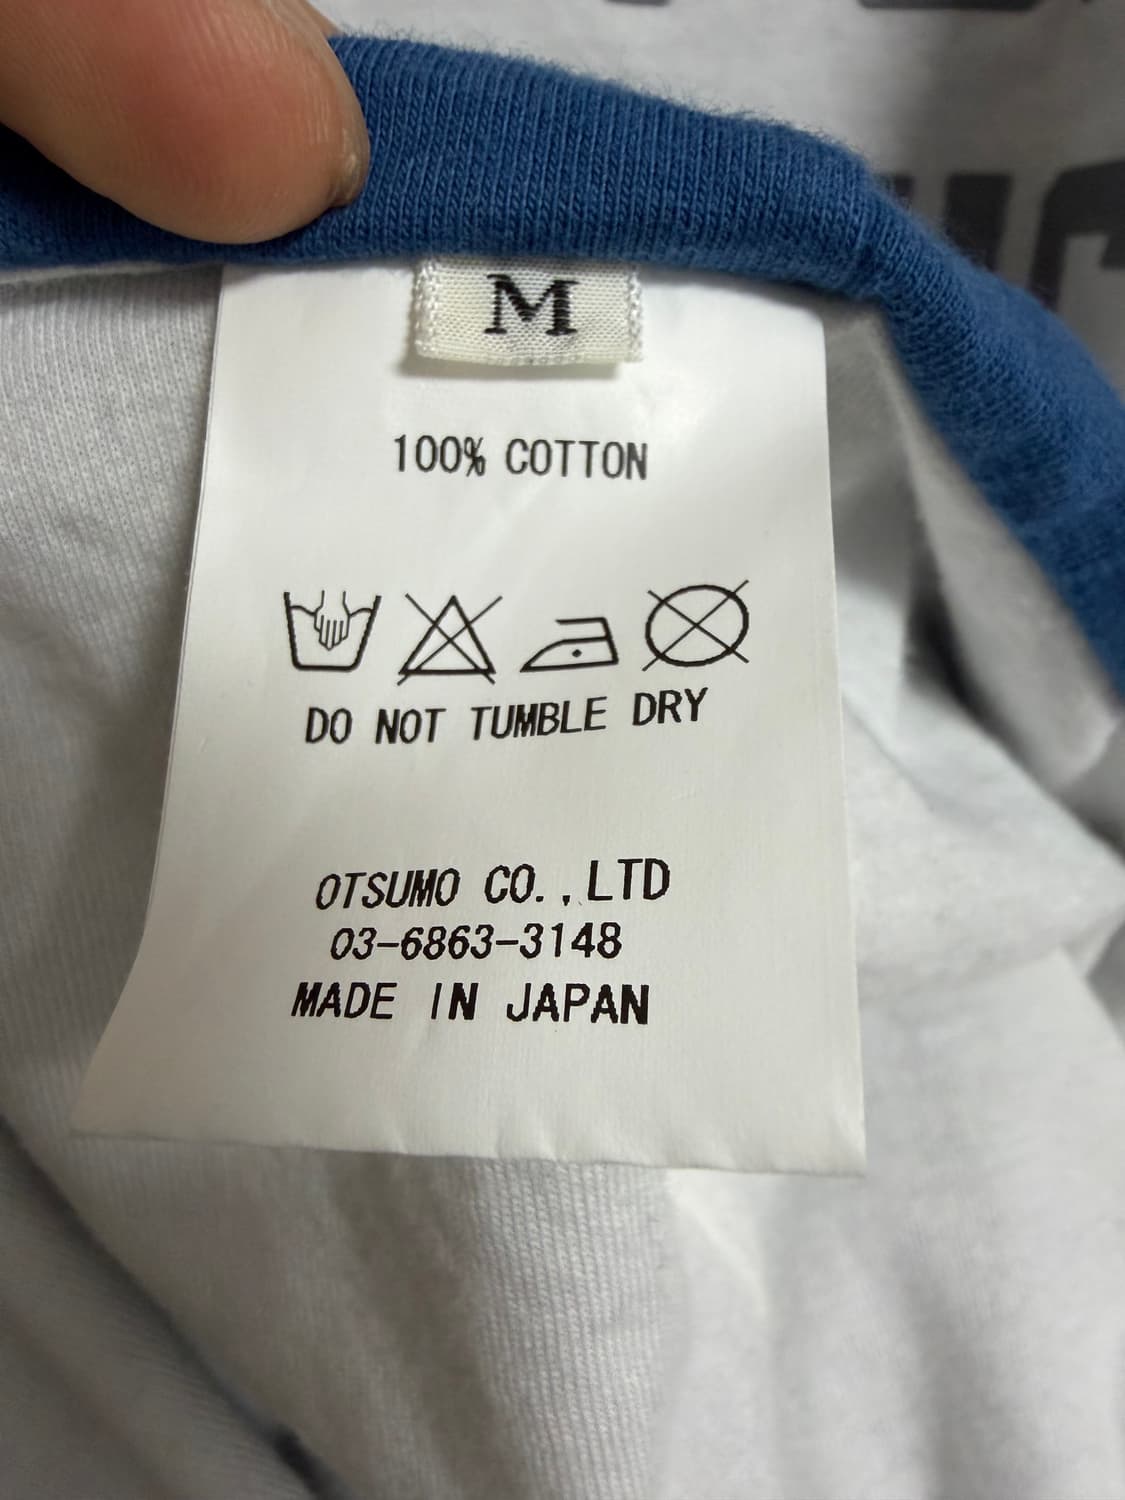 M
100% COTTON
DO NOT TUMBLE DRY
OTSUMO CO.,LTD
03-6863-3148
MADE IN JAPAN